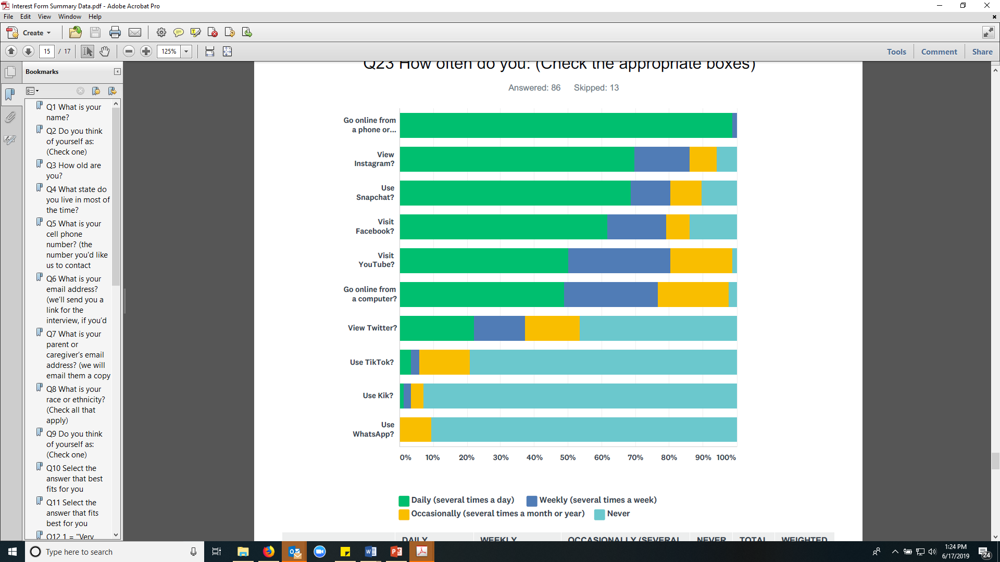 Interest Form Summary Data.pdf - Adobe Acrobat Pro
File Edit View Window Help
Create
15 / 17
125%
Tools Comment Share
Bookmarks
Q1 What is your
name?
Q2 Do you think
of yourself as:
(Check one)
Q3 How old are
you?
Q4 What state do
you live in most of
the time?
Q5 What is your
cell phone
number? (the
number you'd like
us to contact
Q6 What is your
email address?
(we'll send you a
link for the
interview, if you'd
Q7 What is your
parent or
caregiver's email
address? (we will
email them a copy
Q8 What is your
race or ethnicity?
(Check all that
apply)
Q9 Do you think
of yourself as:
(Check one)
Q10 Select the
answer that best
fits for you
Q11 Select the
answer that fits
best for you
Q12 1 = "Very
Q23 How often do you: (Check the appropriate boxes)
Answered: 86 Skipped: 13
Go online from
a phone or...
View
Instagram?
Use
Snapchat?
Visit
Facebook?
Visit
YouTube?
Go online from
a computer?
View Twitter?
Use TikTok?
Use Kik?
Use
WhatsApp?
0% 10% 20% 30% 40% 50% 60% 70% 80% 90% 100%
Daily (several times a day) Weekly (several times a week)
Occasionally (several times a month or year) Never
DAILY WEEKLY OCCASIONALLY (SEVERAL NEVER TOTAL WEIGHTED
Type here to search
1:24 PM
6/17/2019
24